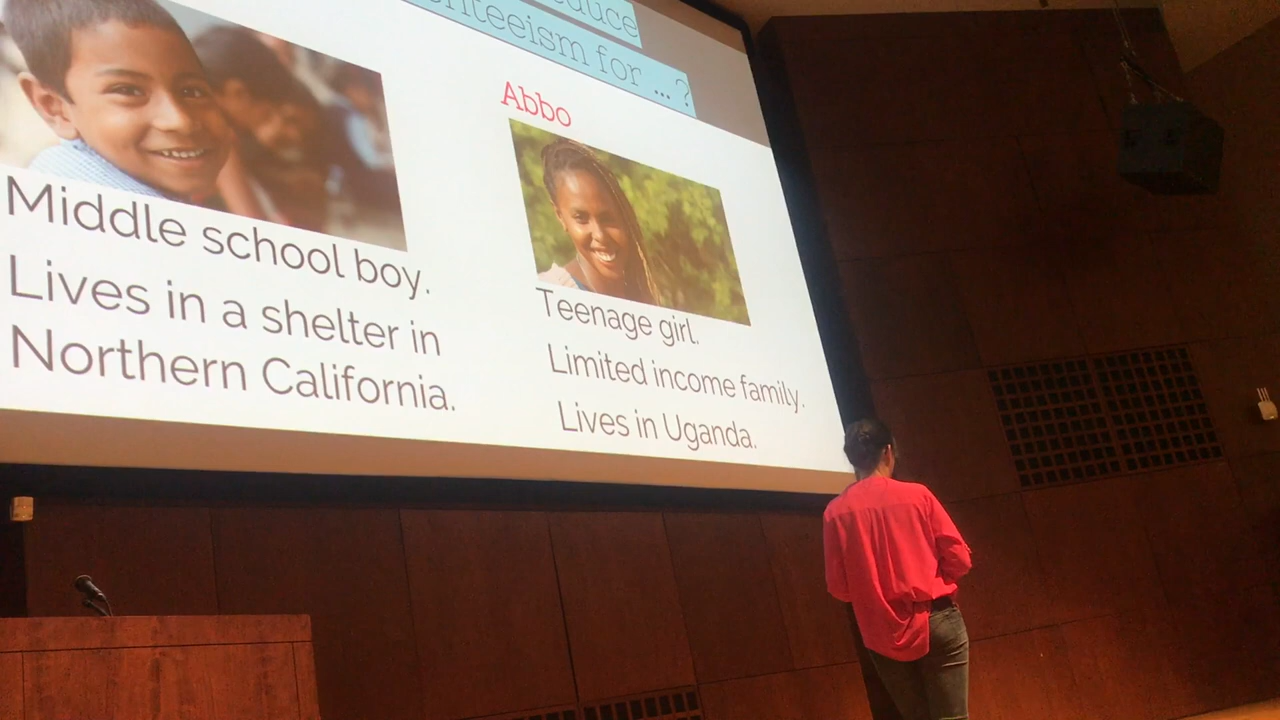 for ... ?
Abbo
Middle school boy.
Lives in a shelter in
Northern California.
Teenage girl.
Limited income family.
Lives in Uganda.